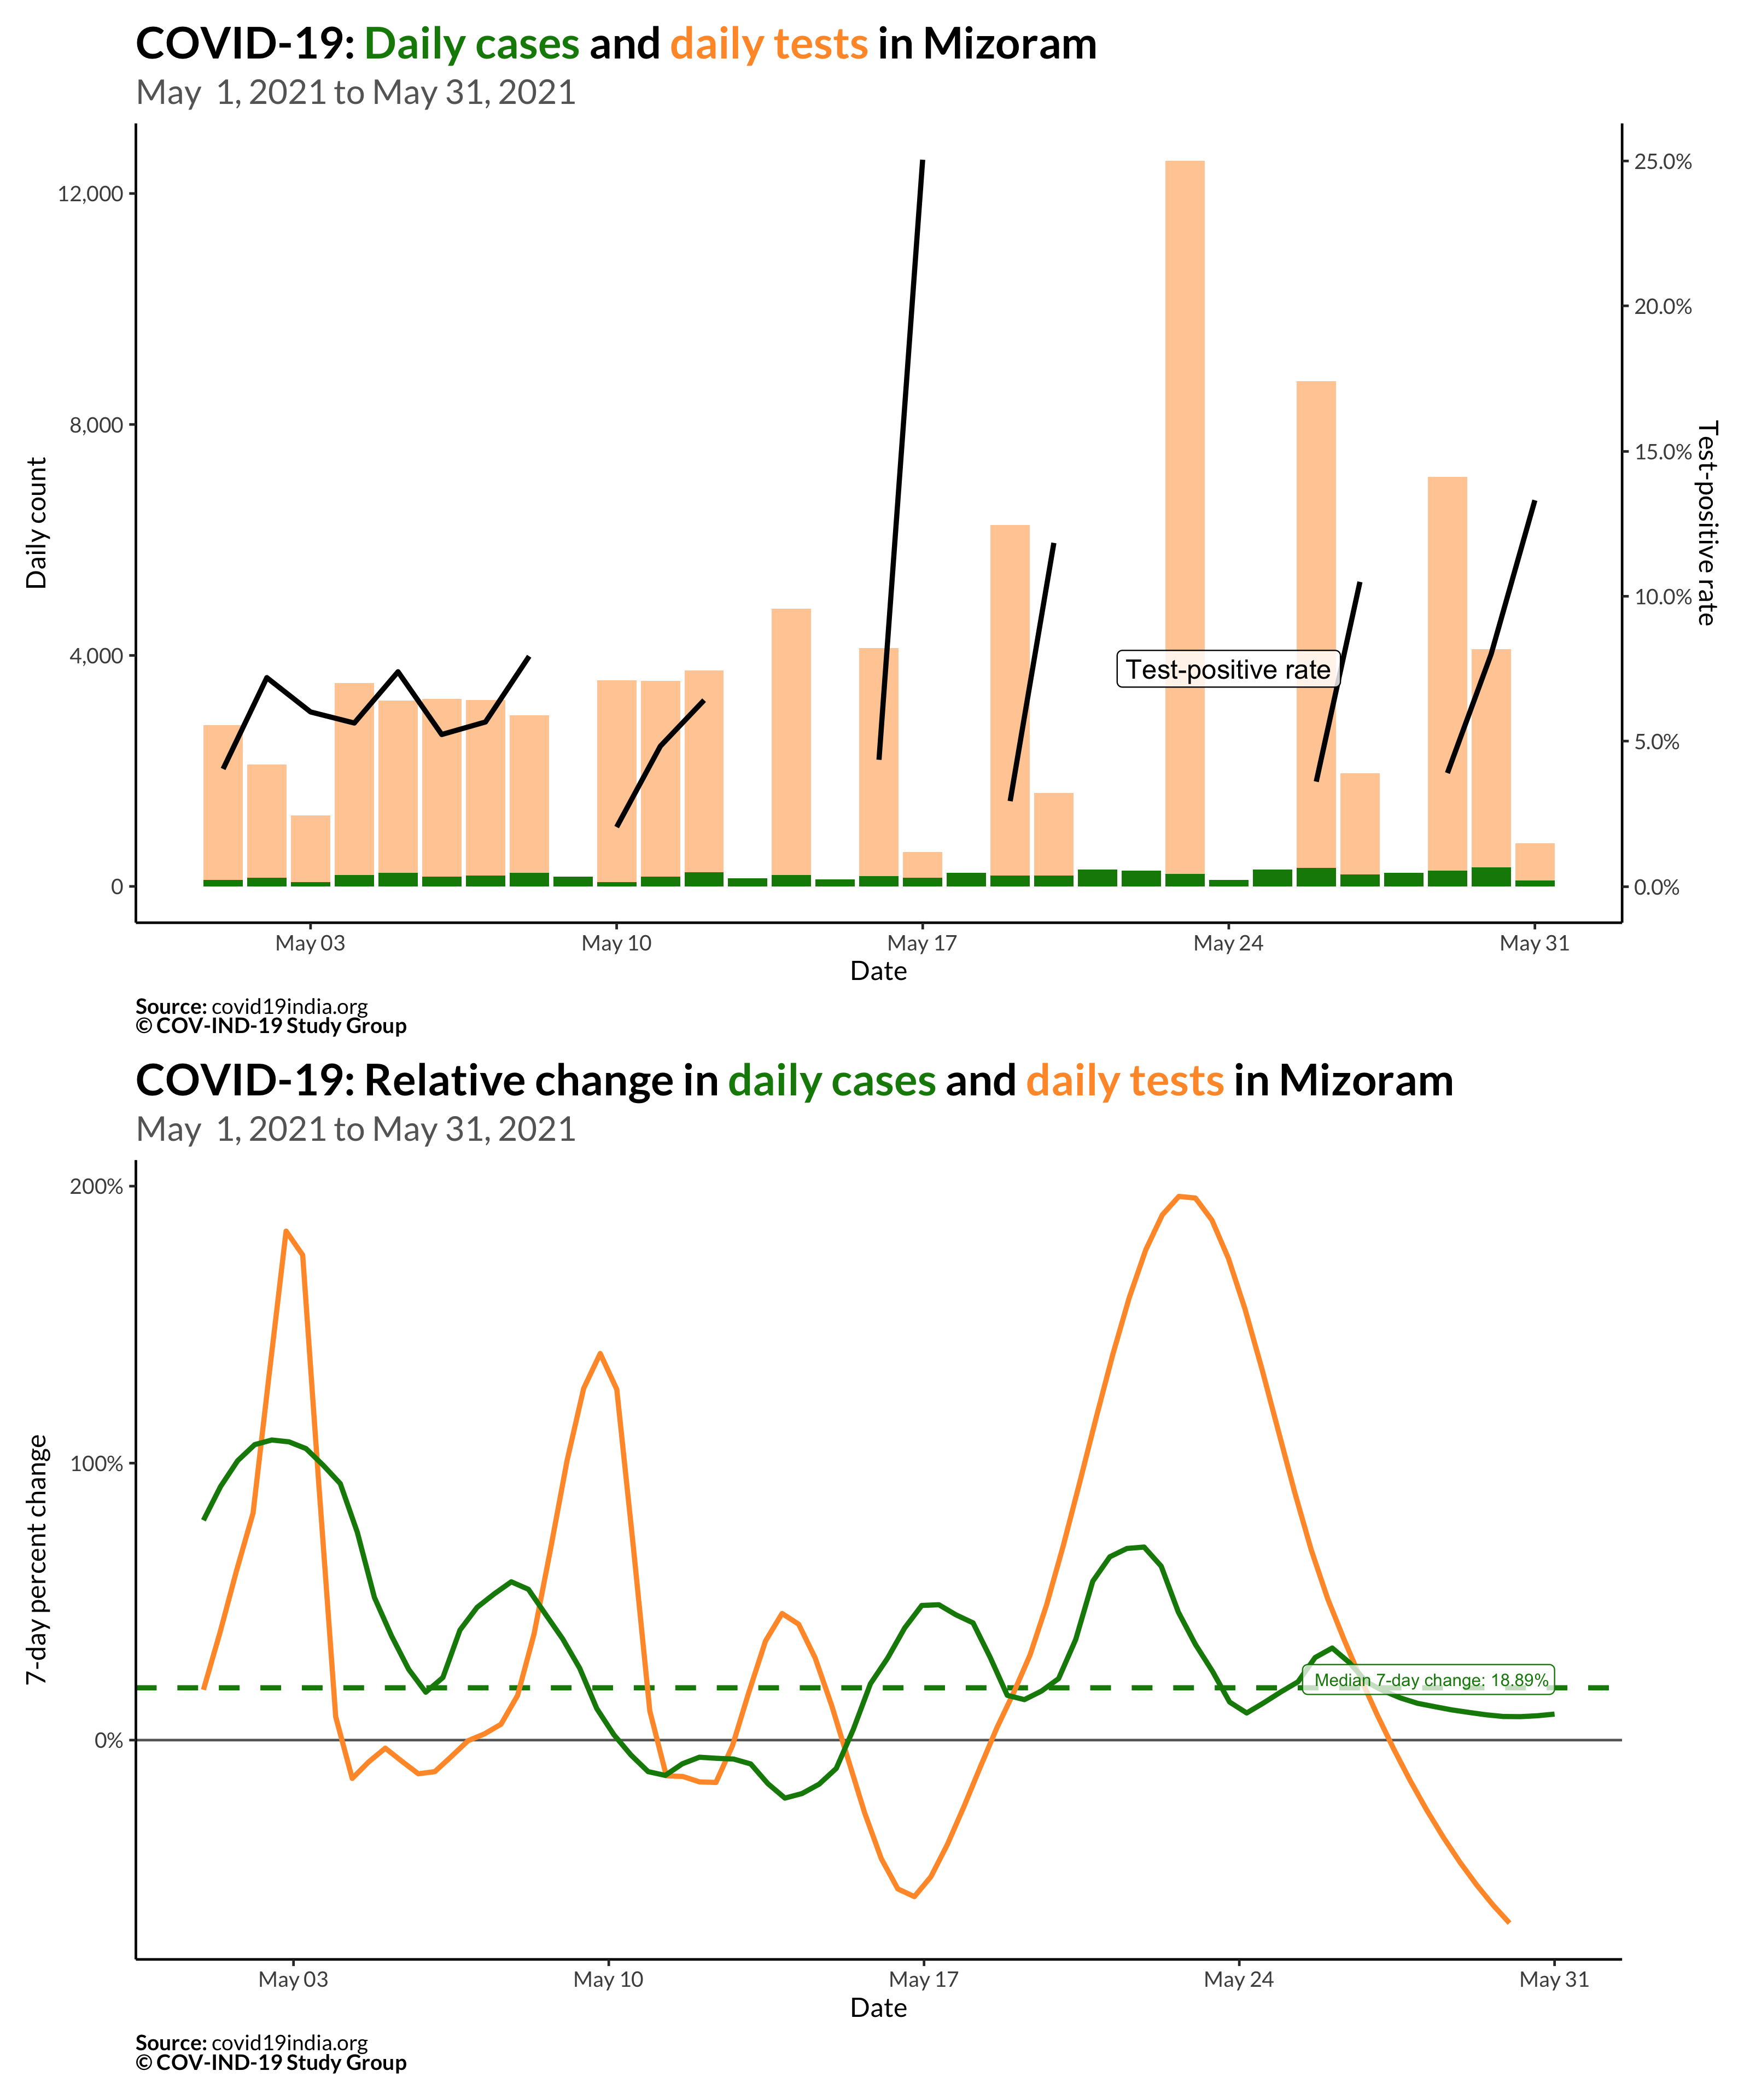 COVID-19: Daily cases and daily tests in Mizoram
May 1, 2021 to May 31, 2021
Daily count
12,000
8,000
4,000
0
25.0%
20.0%
15.0%
10.0%
5.0%
0.0%
Test-positive rate
Test-positive rate
May 03
May 10
May 17
May 24
May 31
Date
Source: covid19india.org
© COV-IND-19 Study Group
COVID-19: Relative change in daily cases and daily tests in Mizoram
May 1, 2021 to May 31, 2021
7-day percent change
200%
100%
0%
Median 7-day change: 18.89%
May 03
May 10
May 17
May 24
May 31
Date
Source: covid19india.org
© COV-IND-19 Study Group